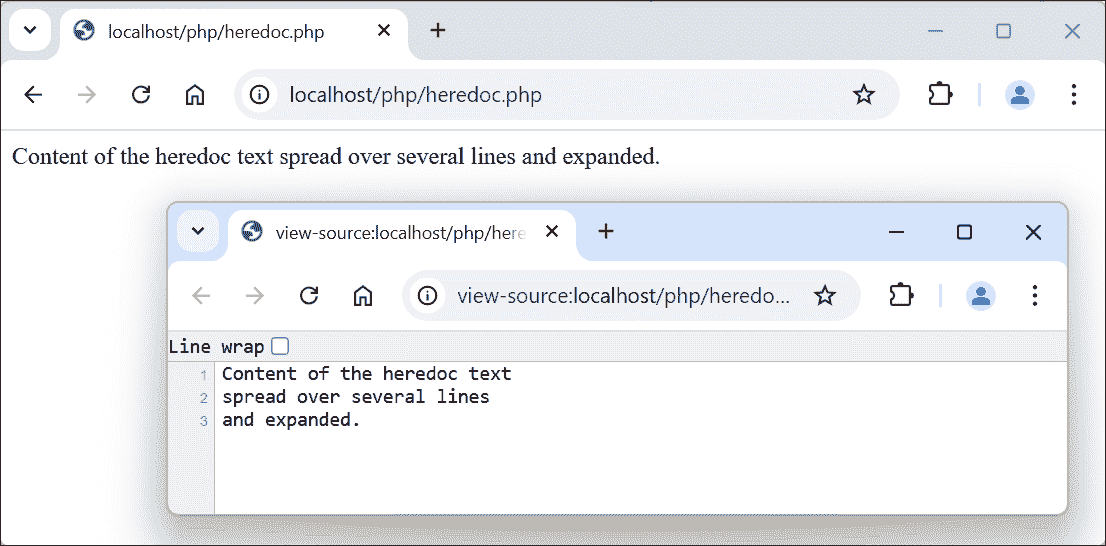 localhost/php/heredoc.php
localhost/php/heredoc.php
Content of the heredoc text spread over several lines and expanded.
view-source:localhost/php/here
view-source:localhost/php/heredo...
Line wrap
1 Content of the heredoc text
2 spread over several lines
3 and expanded.